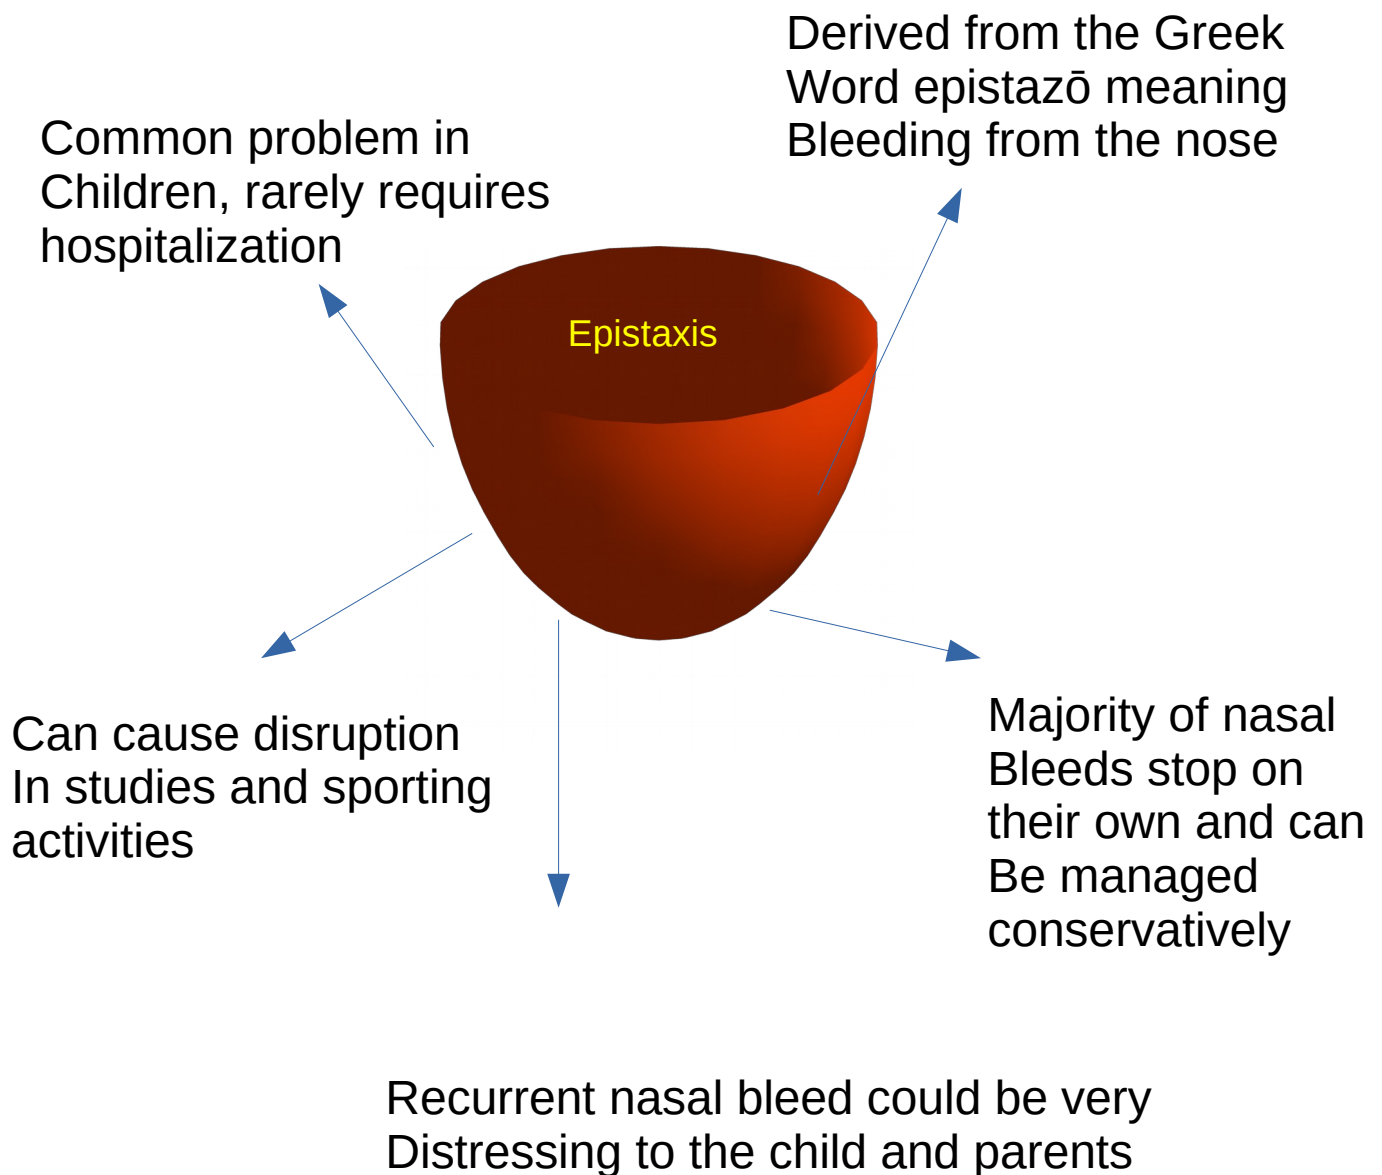 Derived from the Greek
Word epistazō meaning
Bleeding from the nose
Common problem in
Children, rarely requires
hospitalization
Epistaxis
Can cause disruption
In studies and sporting
activities
Majority of nasal
Bleeds stop on
their own and can
Be managed
conservatively
Recurrent nasal bleed could be very
Distressing to the child and parents